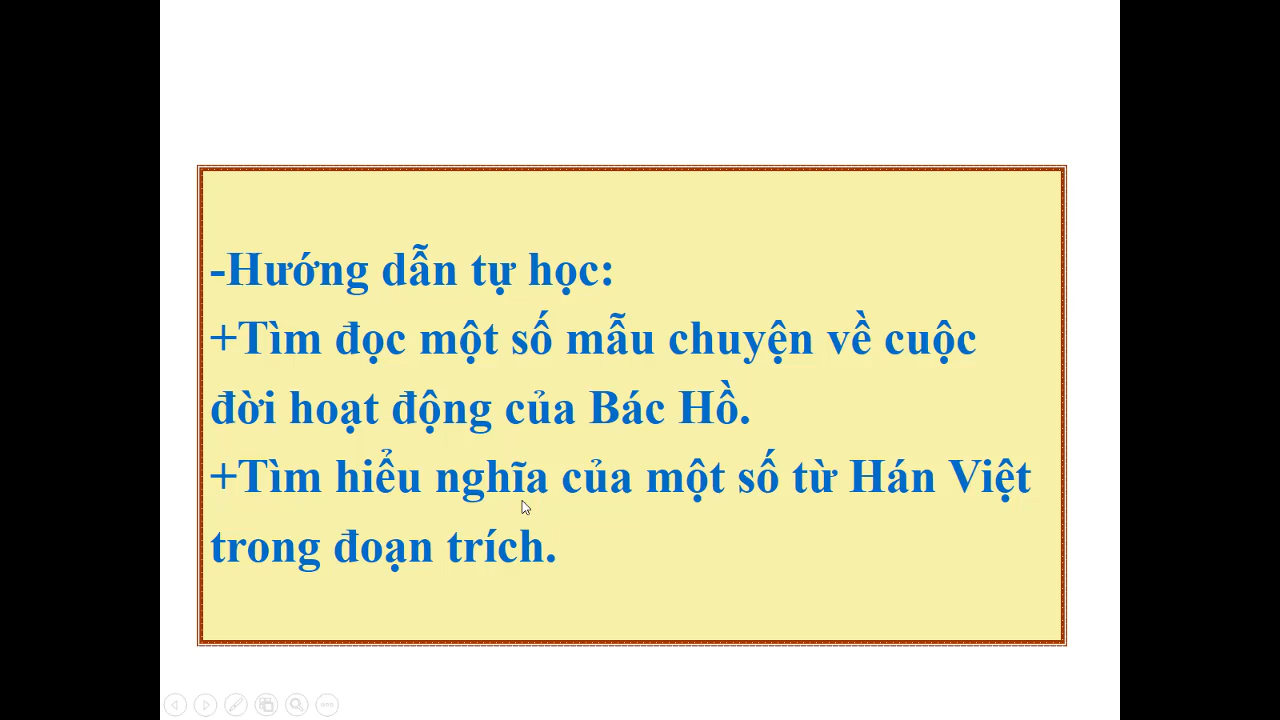 -Hướng dẫn tự học:
+Tìm đọc một số mẫu chuyện về cuộc
đời hoạt động của Bác Hồ.
+Tìm hiểu nghĩa của một số từ Hán Việt
trong đoạn trích.